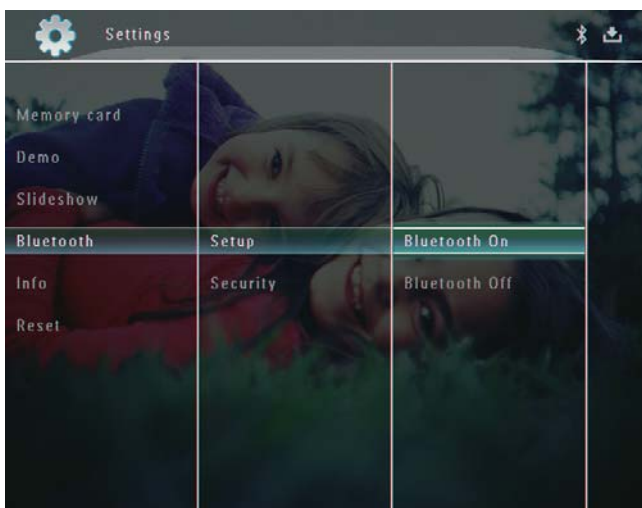 Settings
Memory card
Demo
Slideshow
Bluetooth
Info
Reset
Setup
Security
Bluetooth On
Bluetooth Off